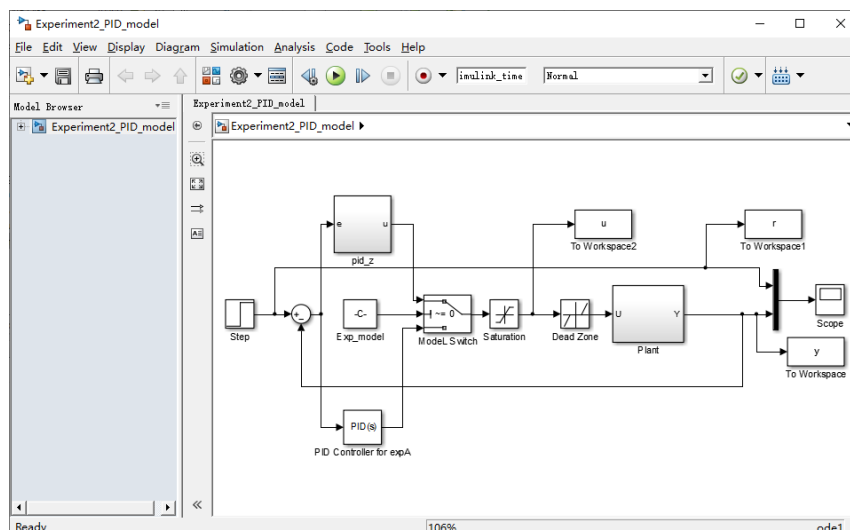 Experiment2_PID_model
File Edit View Display Diagram Simulation Analysis Code Tools Help
imulink_time
Normal
Model Browser
Experiment2_PID_model
Experiment2_PID_model
Experiment2_PID_model
e
u
pid_z
u
To Workspace2
r
To Workspace1
Step
+
-
-C-
Exp_model
~= 0
ModeL Switch
Saturation
Dead Zone
U
Y
Plant
Scope
y
To Workspace
PID(s)
PID Controller for expA
Ready
106%
ode1